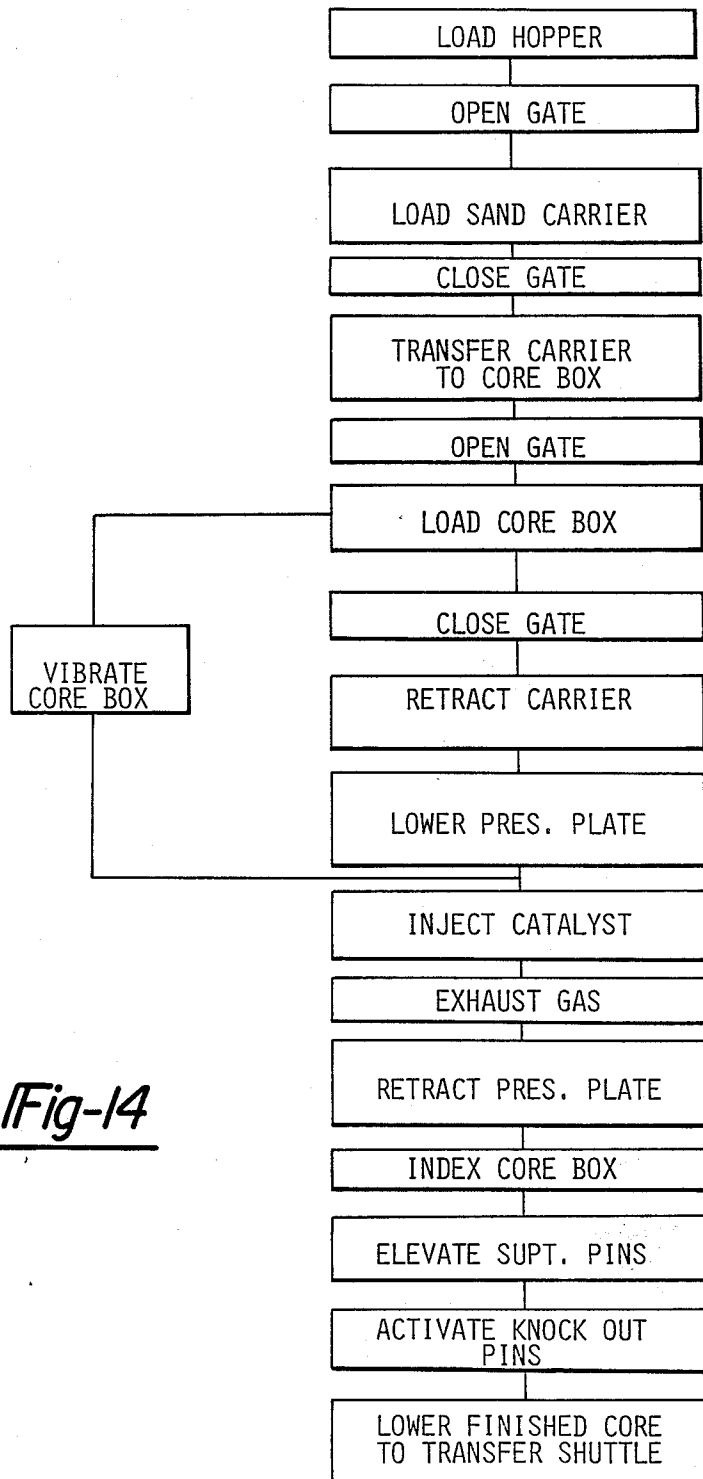 LOAD HOPPER
OPEN GATE
LOAD SAND CARRIER
CLOSE GATE
TRANSFER CARRIER
TO CORE BOX
OPEN GATE
LOAD CORE BOX
CLOSE GATE
VIBRATE
CORE BOX
RETRACT CARRIER
LOWER PRES. PLATE
INJECT CATALYST
EXHAUST GAS
RETRACT PRES. PLATE
Fig-14
INDEX CORE BOX
ELEVATE SUPT. PINS
ACTIVATE KNOCK OUT
PINS
LOWER FINISHED CORE
TO TRANSFER SHUTTLE